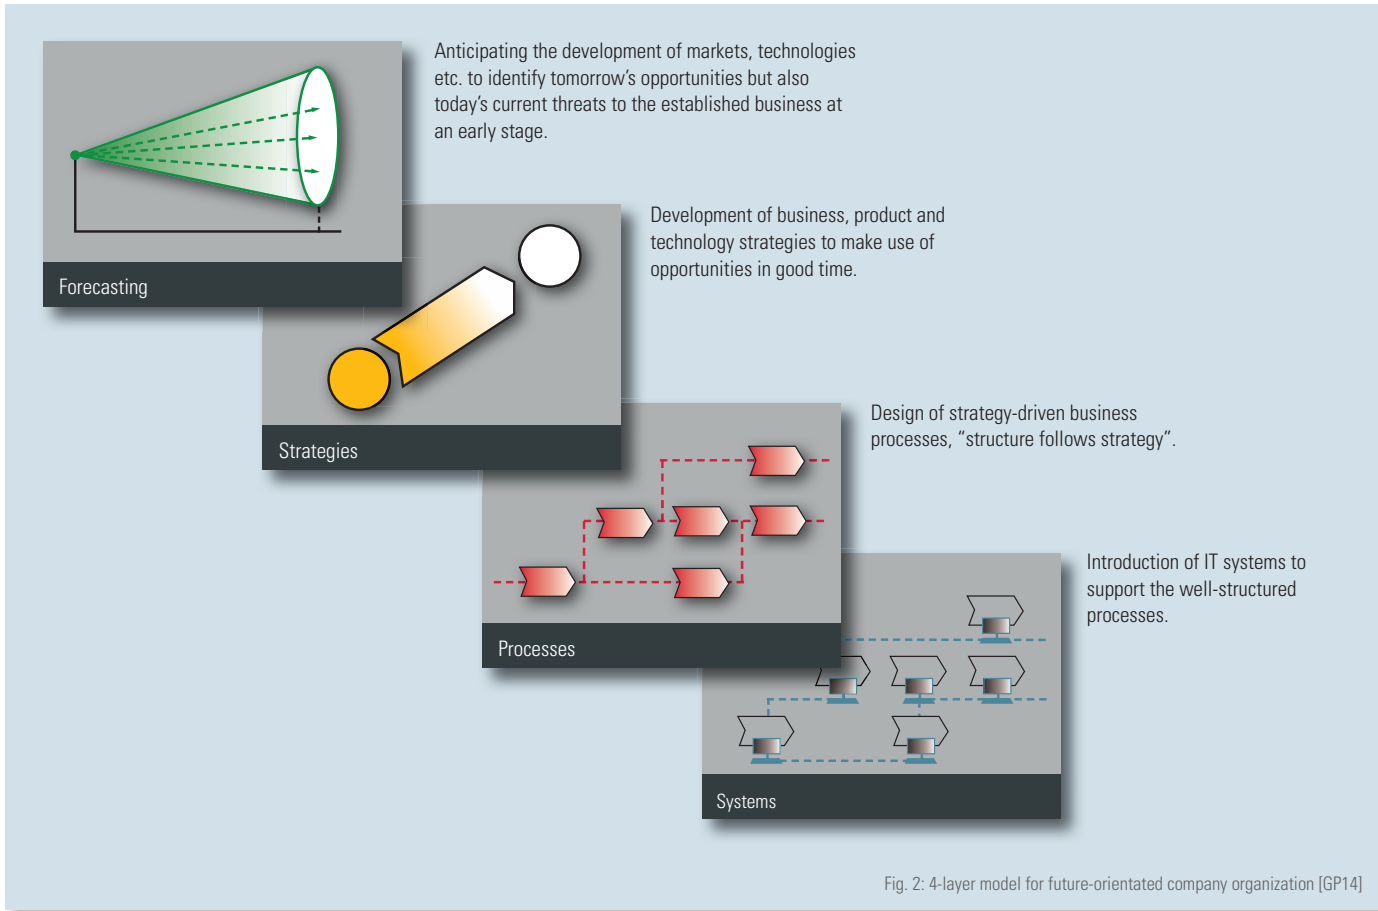 Anticipating the development of markets, technologies
etc. to identify tomorrow’s opportunities but also
today’s current threats to the established business at
an early stage.
Forecasting
Development of business, product and
technology strategies to make use of
opportunities in good time.
Strategies
Design of strategy-driven business
processes, “structure follows strategy”.
Processes
Introduction of IT systems to
support the well-structured
processes.
Systems
Fig. 2: 4-layer model for future-orientated company organization [GP14]